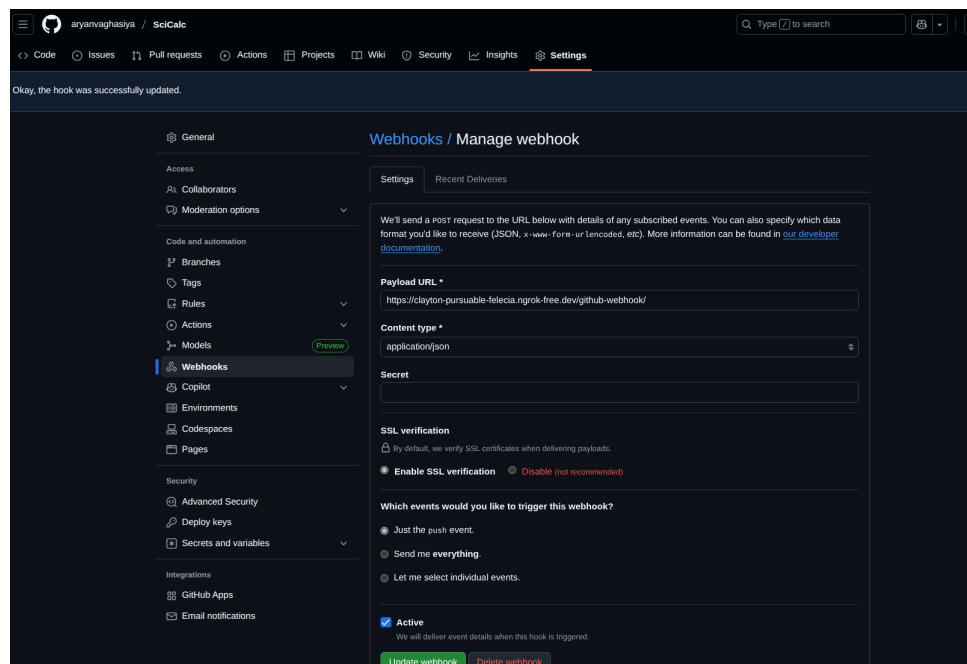 aryanvaghasiya / SciCalc
Type / to search
Code Issues Pull requests Actions Projects Wiki Security Insights Settings
Okay, the hook was successfully updated.
General
Access
Collaborators
Moderation options
Code and automation
Branches
Tags
Rules
Actions
Models Preview
Webhooks
Copilot
Environments
Codespaces
Pages
Security
Advanced Security
Deploy keys
Secrets and variables
Integrations
GitHub Apps
Email notifications
Webhooks / Manage webhook
Settings Recent Deliveries
We'll send a POST request to the URL below with details of any subscribed events. You can also specify which data
format you'd like to receive (JSON, x-www-form-urlencoded, etc). More information can be found in our developer
documentation.
Payload URL *
https://clayton-pursuable-felecia.ngrok-free.dev/github-webhook/
Content type *
application/json
Secret
SSL verification
By default, we verify SSL certificates when delivering payloads.
Enable SSL verification Disable (not recommended)
Which events would you like to trigger this webhook?
Just the push event.
Send me everything.
Let me select individual events.
Active
We will deliver event details when this hook is triggered.
Update webhook Delete webhook